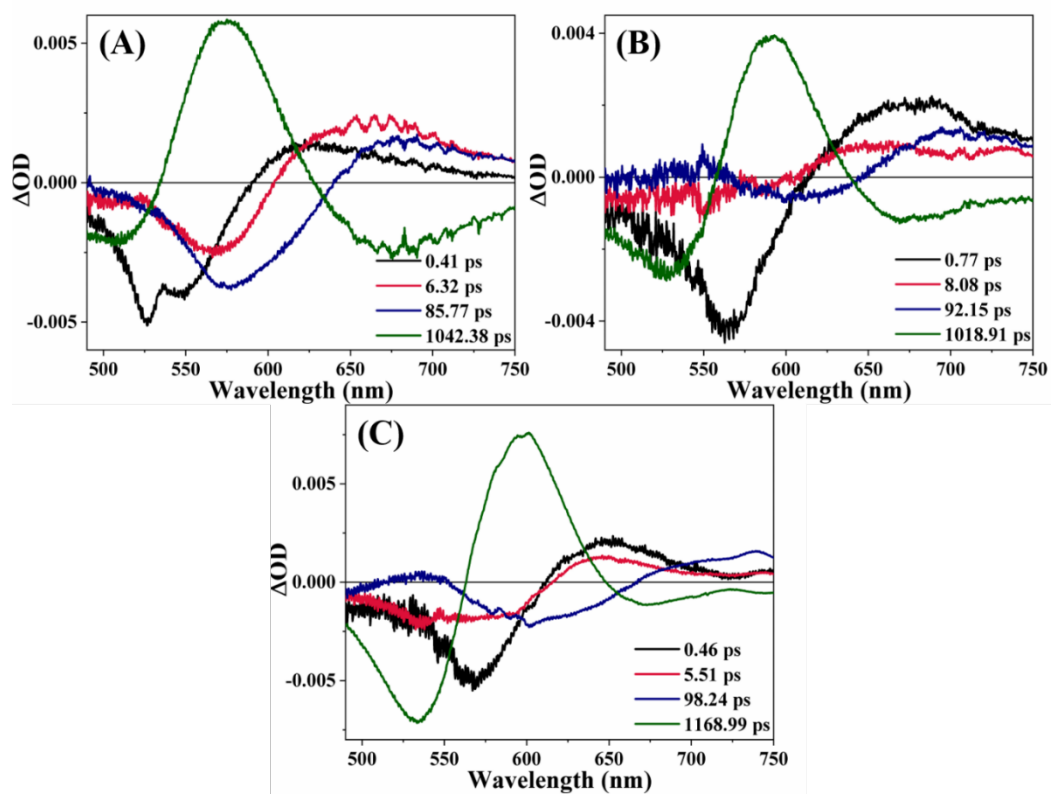 (A)
0.005
0.000
-0.005
ΔOD
0.41 ps
6.32 ps
85.77 ps
1042.38 ps
500 550 600 650 700 750
Wavelength (nm)
(B)
0.004
0.000
-0.004
ΔOD
0.77 ps
8.08 ps
92.15 ps
1018.91 ps
500 550 600 650 700 750
Wavelength (nm)
(C)
0.005
0.000
-0.005
ΔOD
0.46 ps
5.51 ps
98.24 ps
1168.99 ps
500 550 600 650 700 750
Wavelength (nm)